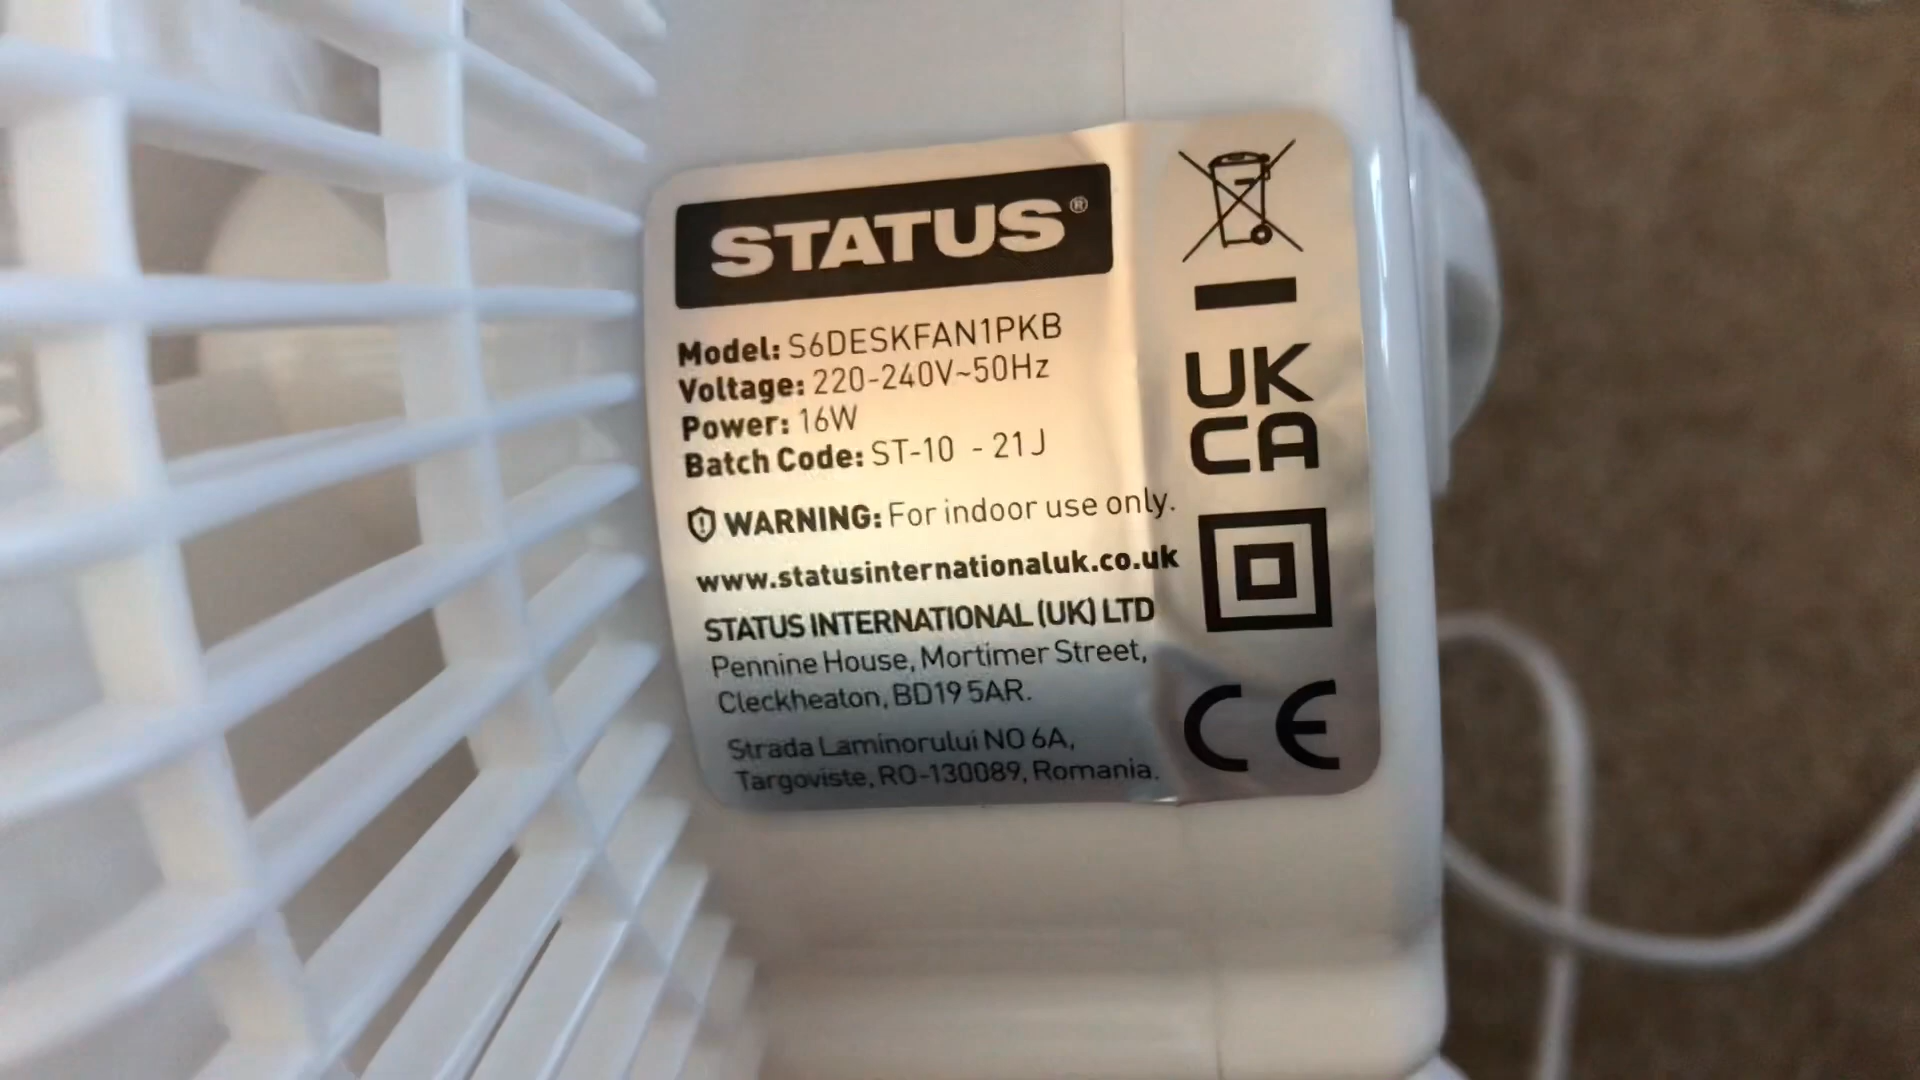 STATUS®
Model: S6DESKFAN1PKB
Voltage: 220-240V~50Hz
Power: 16W
Batch Code: ST-10 - 21J
WARNING: For indoor use only.
www.statusinternationaluk.co.uk
STATUS INTERNATIONAL (UK) LTD
Pennine House, Mortimer Street,
Cleckheaton, BD19 5AR.
Strada Laminorului NO 6A,
Targoviste, RO-130089, Romania.
UK
CA
CE